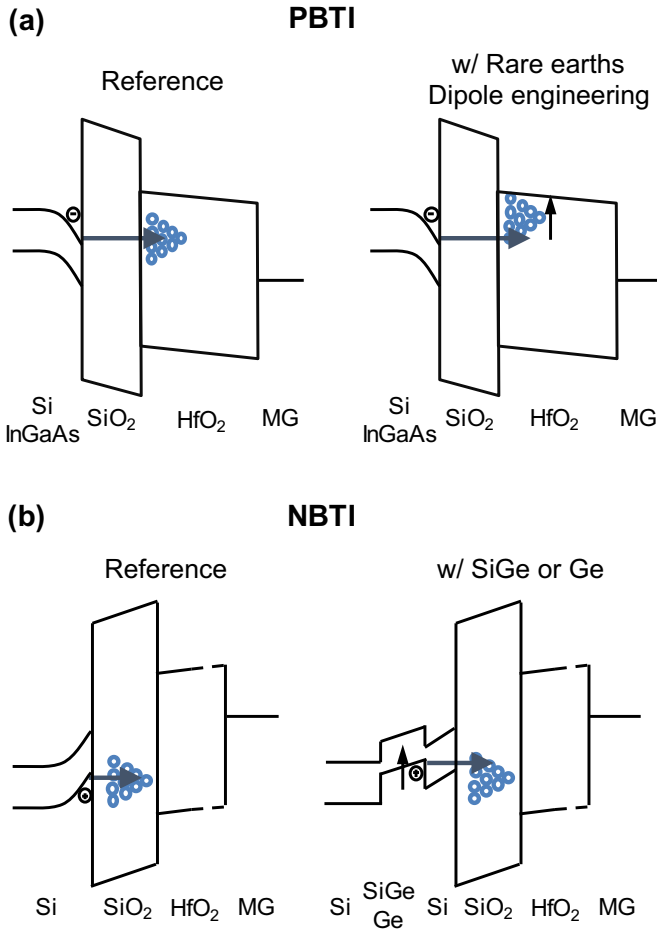 (a) PBTI
Reference
w/ Rare earths
Dipole engineering
Si
InGaAs
SiO₂
HfO₂
MG
Si
InGaAs
SiO₂
HfO₂
MG
(b) NBTI
Reference
w/ SiGe or Ge
Si
SiO₂
HfO₂
MG
Si
SiGe
Ge
Si
SiO₂
HfO₂
MG